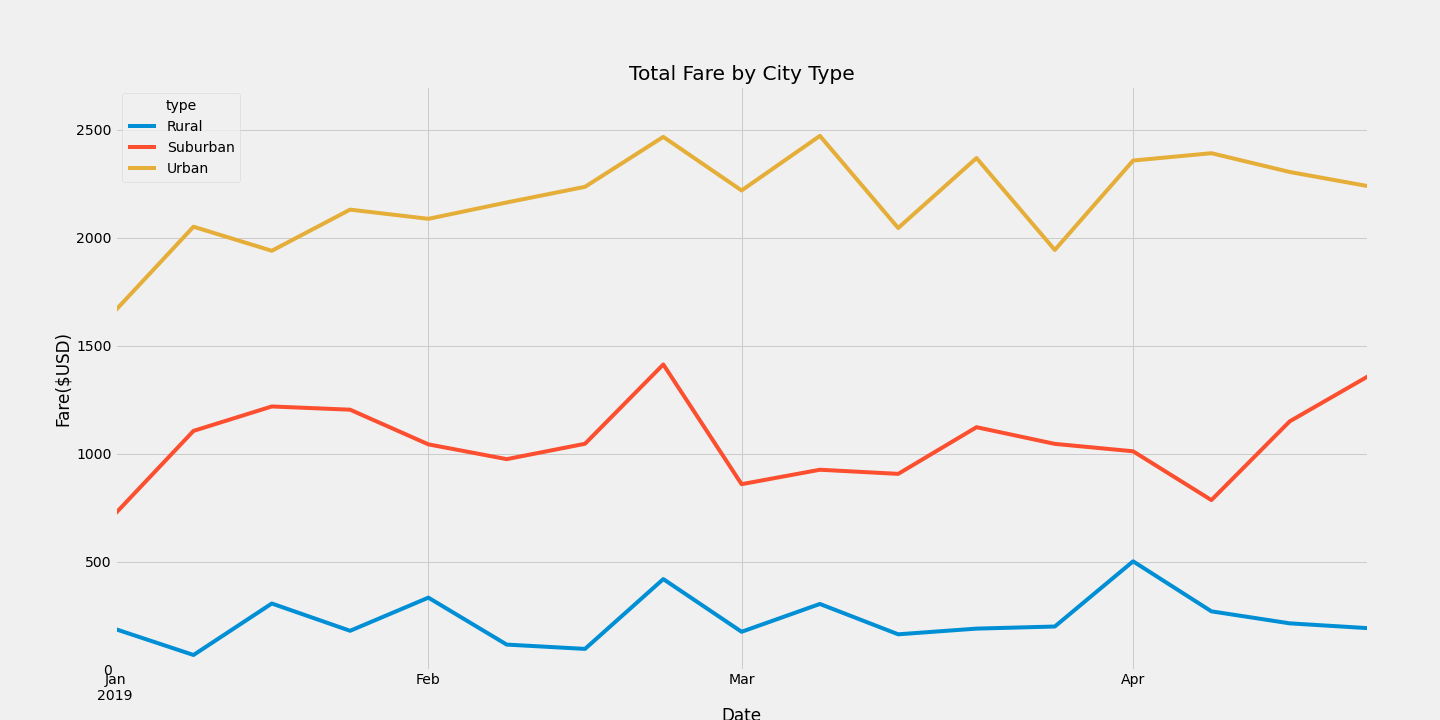 Total Fare by City Type
type
Rural
Suburban
Urban
2500
2000
1500
1000
500
0
Fare($USD)
Jan
2019
Feb
Mar
Apr
Date